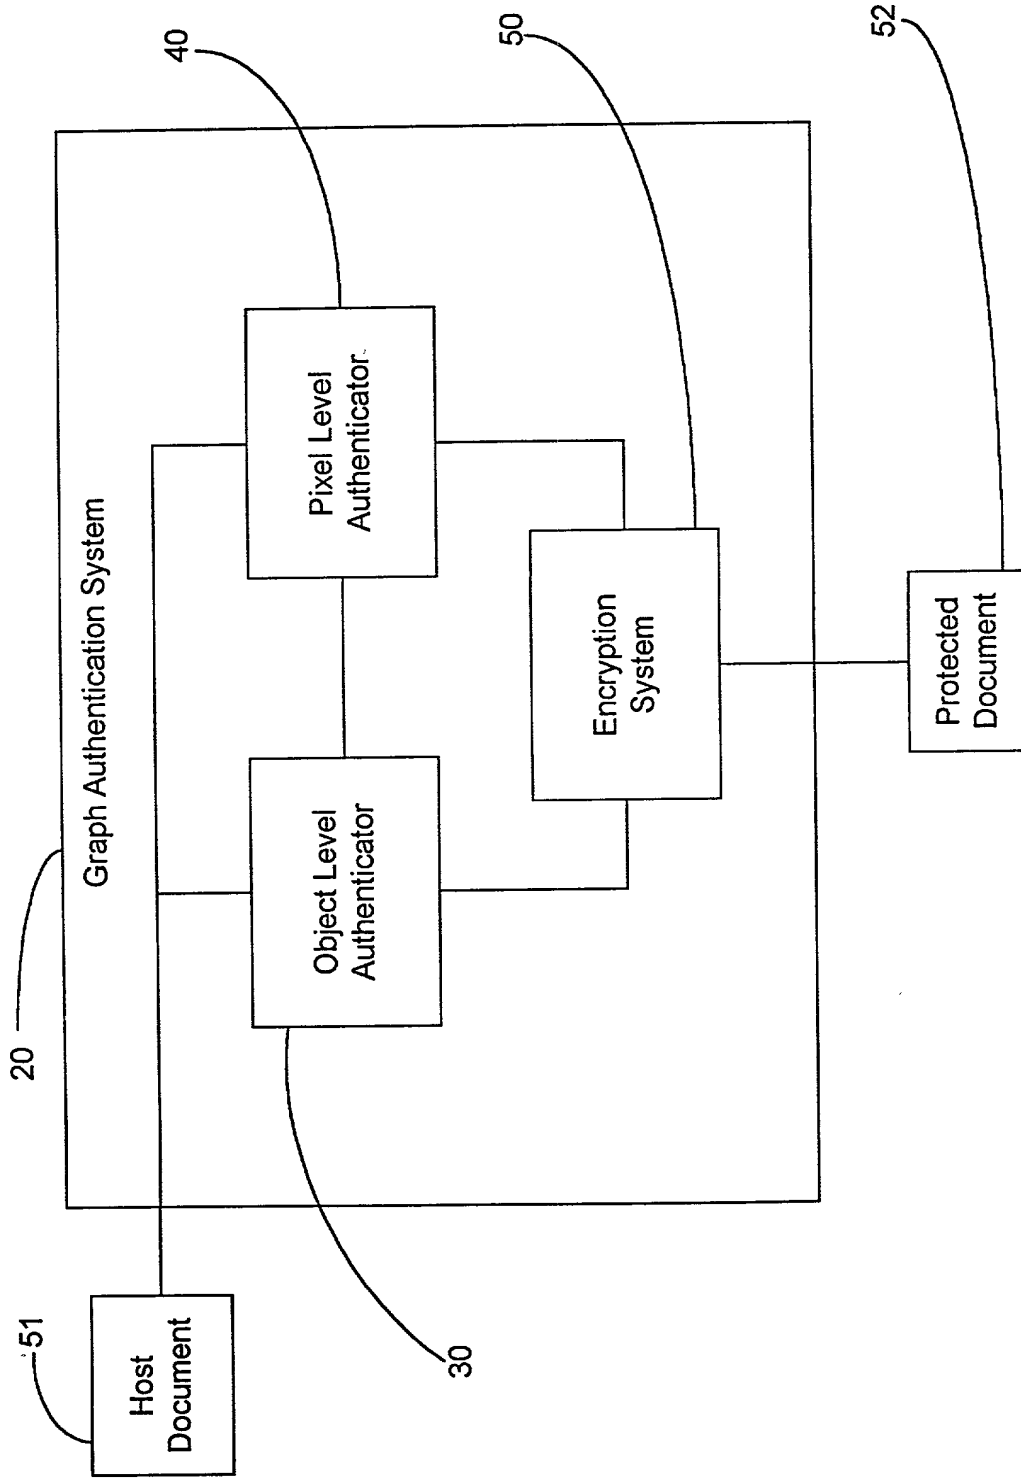 20
Graph Authentication System
51
Host
Document
Object Level
Authenticator
Pixel Level
Authenticator
40
30
Encryption
System
50
Protected
Document
52